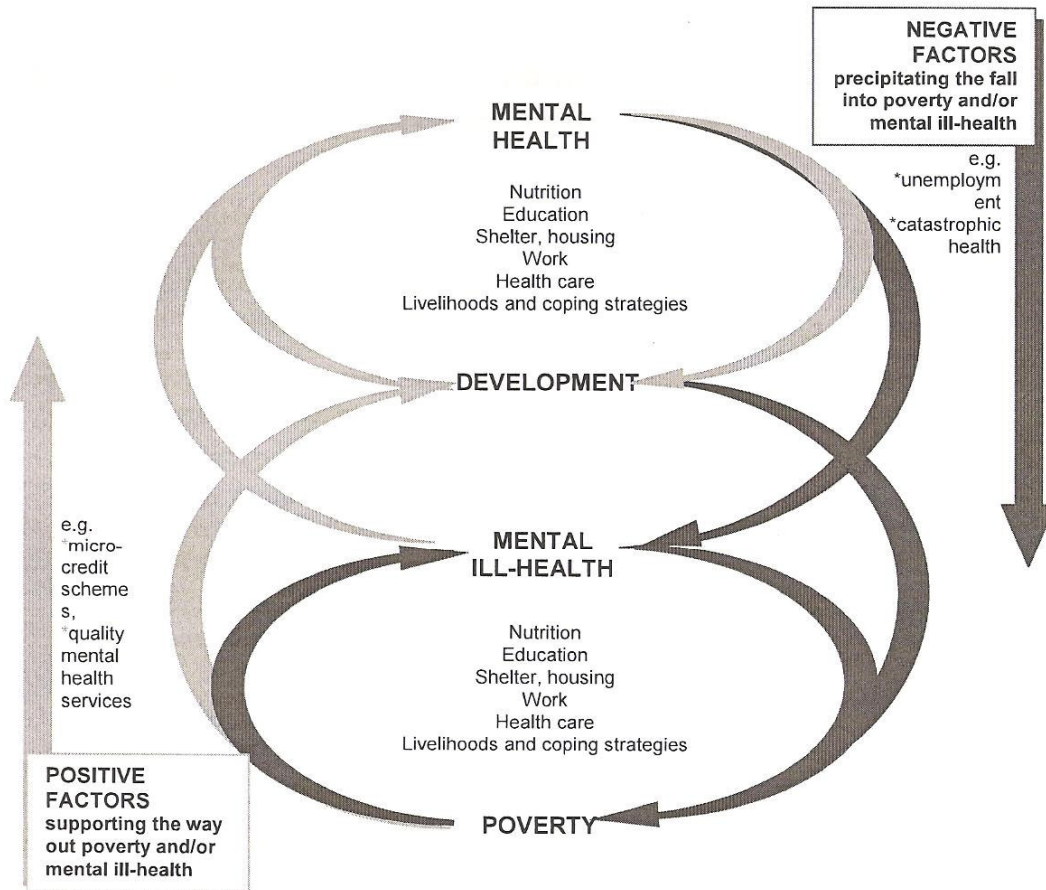 NEGATIVE
FACTORS
precipitating the fall
into poverty and/or
mental ill-health
e.g.
*unemploym
ent
*catastrophic
health
MENTAL
HEALTH
Nutrition
Education
Shelter, housing
Work
Health care
Livelihoods and coping strategies
DEVELOPMENT
MENTAL
ILL-HEALTH
Nutrition
Education
Shelter, housing
Work
Health care
Livelihoods and coping strategies
POVERTY
e.g.
*micro-
credit
scheme
s,
*quality
mental
health
services
POSITIVE
FACTORS
supporting the way
out poverty and/or
mental ill-health